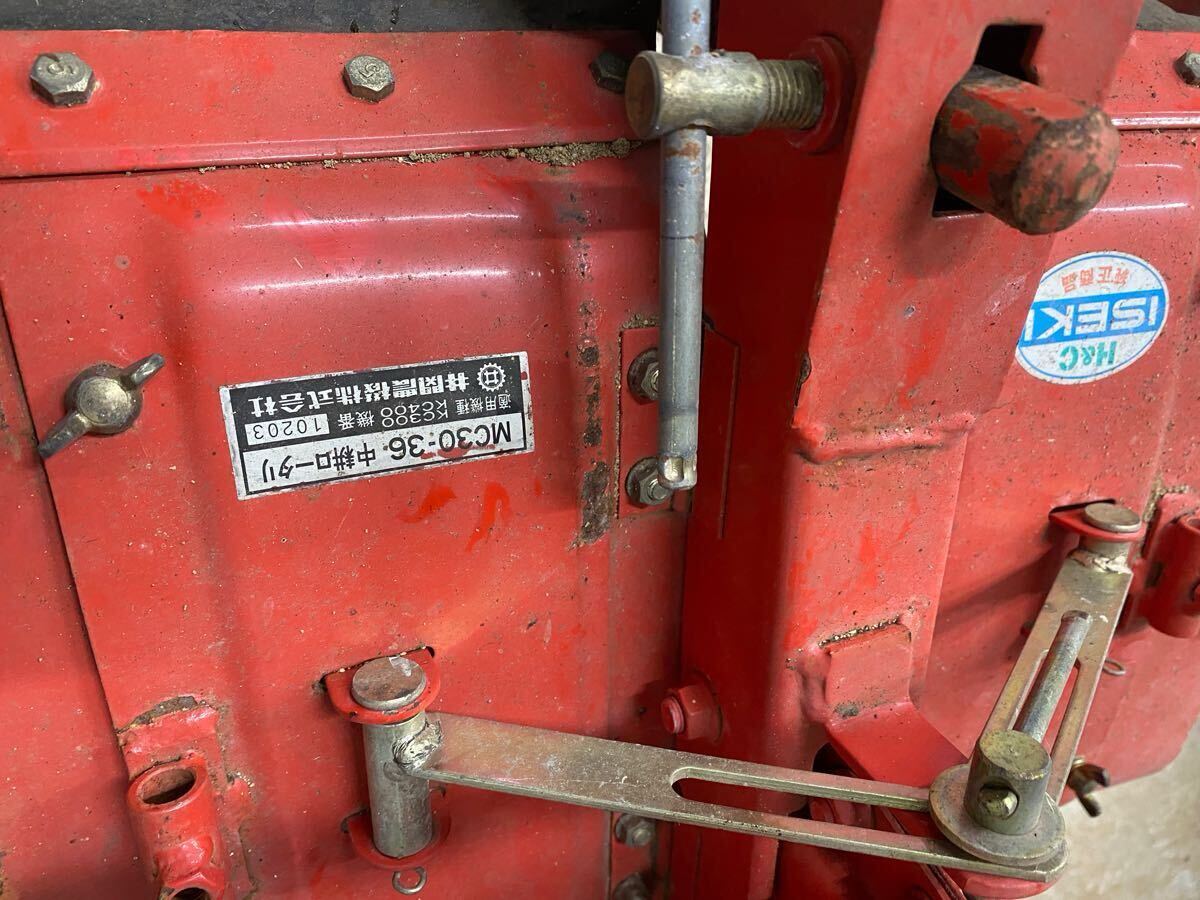 MC30-36 中耕ロータリ
適用機種 KC300 KC400 機番 10203
井関農機株式会社
H&C
ISEKI
純正商品